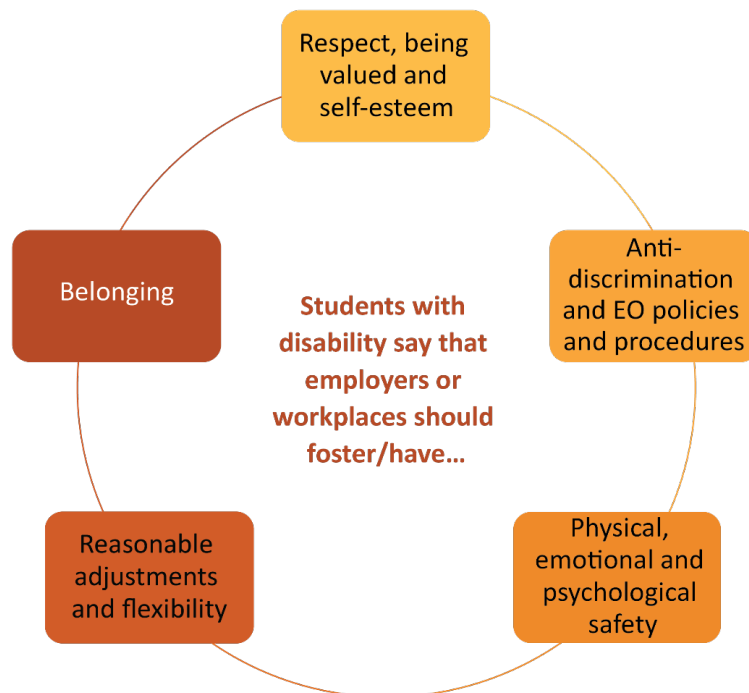 Respect, being
valued and
self-esteem
Anti-
discrimination
and EO policies
and procedures
Physical,
emotional and
psychological
safety
Reasonable
adjustments
and flexibility
Belonging
Students with
disability say that
employers or
workplaces should
foster/have...